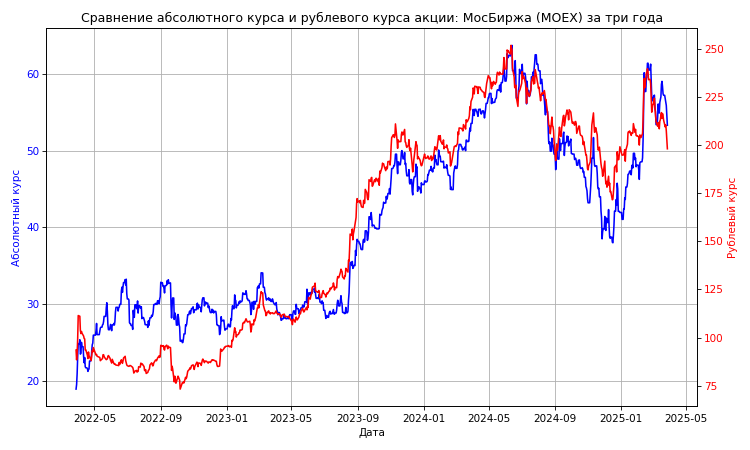 Сравнение абсолютного курса и рублевого курса акции: МосБиржа (MOEX) за три года
Абсолютный курс
60
50
40
30
20
250
225
200
175
150
125
100
75
Рублевый курс
2022-05 2022-09 2023-01 2023-05 2023-09 2024-01 2024-05 2024-09 2025-01 2025-05
Дата